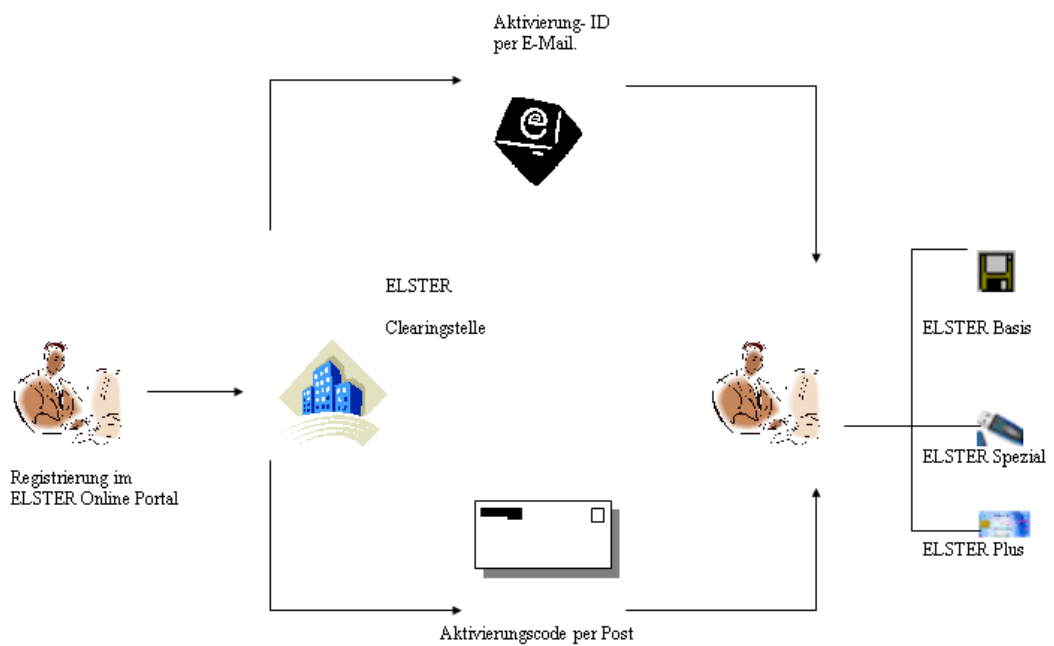 Aktivierung- ID
per E-Mail.
ELSTER
Clearingstelle
ELSTER Basis
ELSTER Spezial
Registrierung im
ELSTER Online Portal
ELSTER Plus
Aktivierungscode per Post